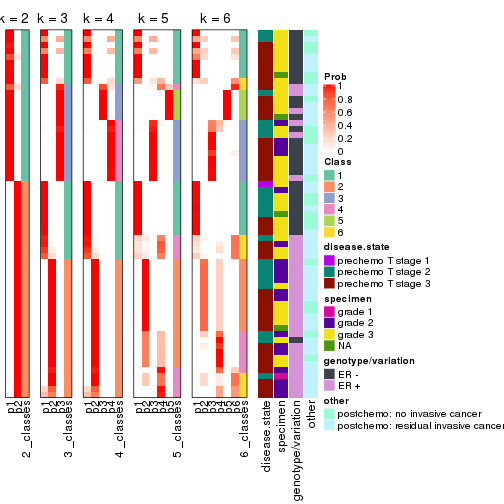 k = 2 k = 3 k = 4 k = 5 k = 6
Prob
1
0.8
0.6
0.4
0.2
0
Class
1
2
3
4
5
6
disease.state
prechemo T stage 1
prechemo T stage 2
prechemo T stage 3
specimen
grade 1
grade 2
grade 3
NA
genotype/variation
ER -
ER +
other
postchemo: no invasive cancer
postchemo: residual invasive cancer
p1
p2
2_classes
p1
p2
p3
3_classes
p1
p2
p3
p4
4_classes
p1
p2
p3
p4
p5
5_classes
p1
p2
p3
p4
p5
p6
6_classes
disease.state
specimen
genotype/variation
other